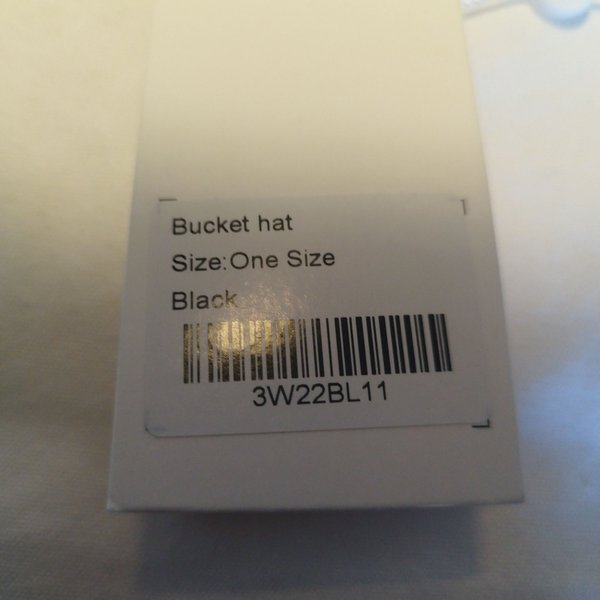 Bucket hat
Size:One Size
Black
3W22BL11